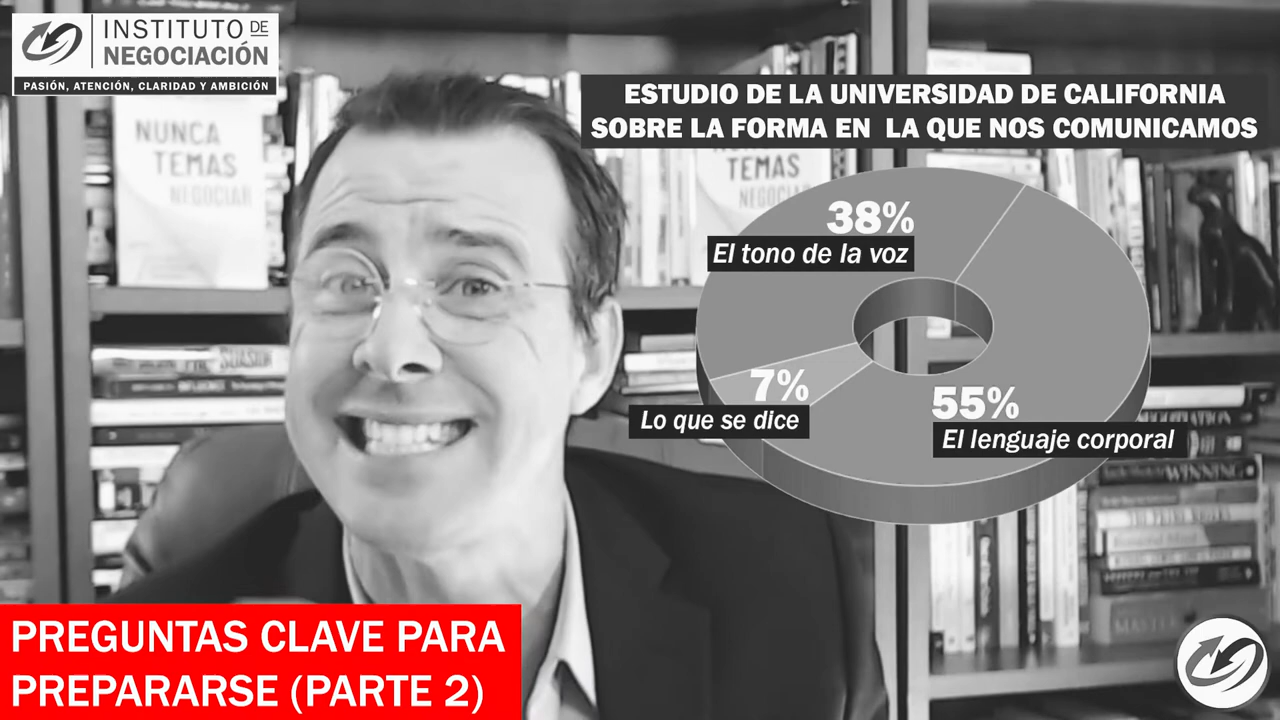 INSTITUTO DE
NEGOCIACIÓN
PASIÓN, ATENCIÓN, CLARIDAD Y AMBICIÓN
ESTUDIO DE LA UNIVERSIDAD DE CALIFORNIA
SOBRE LA FORMA EN LA QUE NOS COMUNICAMOS
NUNCA
TEMAS
NEGOCIAR
TEMAS
NEGOCIAR
38%
El tono de la voz
7%
Lo que se dice
55%
El lenguaje corporal
INFLUENCE
WINNING
MASTER
PREGUNTAS CLAVE PARA
PREPARARSE (PARTE 2)